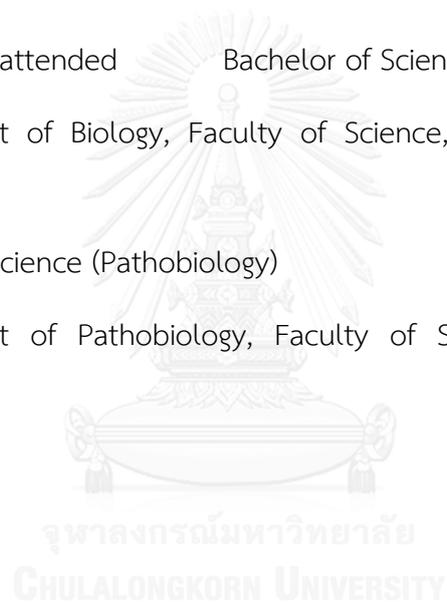 attended Bachelor of Scien
t of Biology, Faculty of Science,
cience (Pathobiology)
t of Pathobiology, Faculty of S
จุฬาลงกรณ์มหาวิทยาลัย
CHULALONGKORN UNIVERSITY